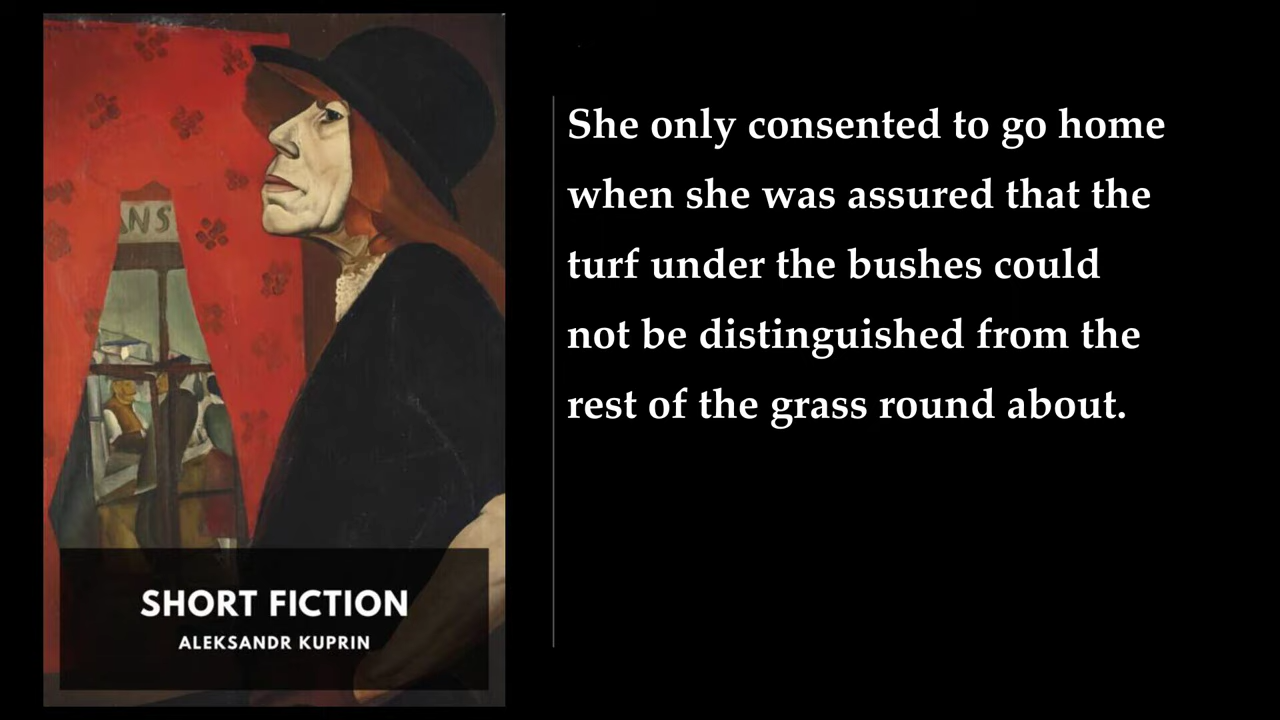 ANS
SHORT FICTION
ALEKSANDR KUPRIN
She only consented to go home
when she was assured that the
turf under the bushes could
not be distinguished from the
rest of the grass round about.